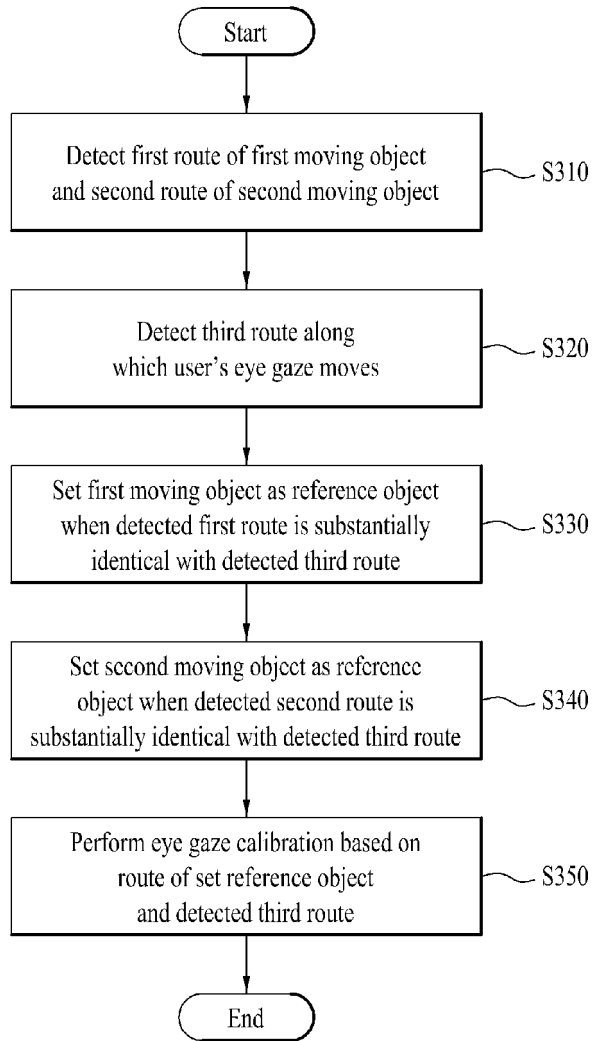 Start
Detect first route of first moving object
and second route of second moving object
S310
Detect third route along
which user's eye gaze moves
S320
Set first moving object as reference object
when detected first route is substantially
identical with detected third route
S330
Set second moving object as reference
object when detected second route is
substantially identical with detected third route
S340
Perform eye gaze calibration based on
route of set reference object
and detected third route
S350
End